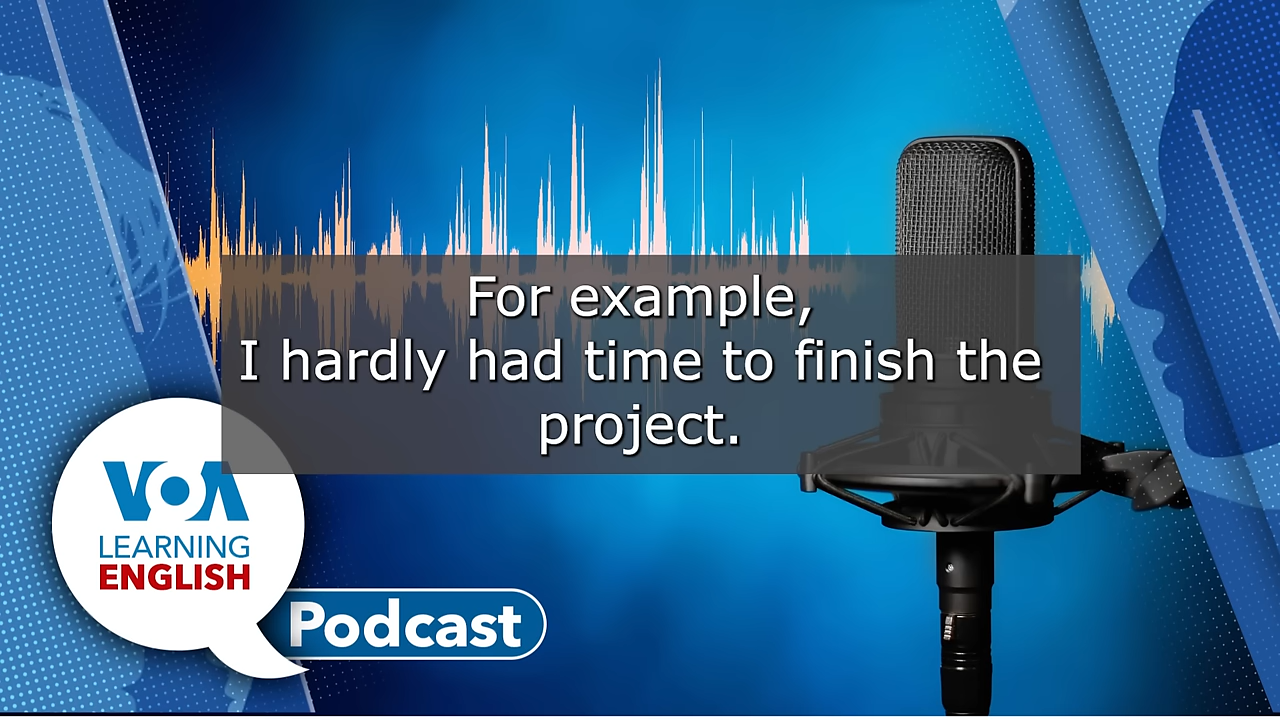 For example,
I hardly had time to finish the
project.
VOA
LEARNING
ENGLISH
Podcast